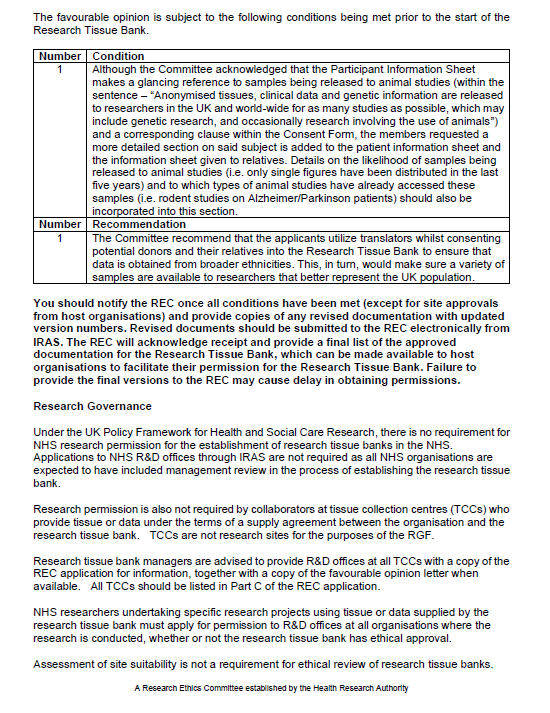 The favourable opinion is subject to the following conditions being met prior to the start of the
Research Tissue Bank.
Number Condition
1 Although the Committee acknowledged that the Participant Information Sheet
makes a glancing reference to samples being released to animal studies (within the
sentence – “Anonymised tissues, clinical data and genetic information are released
to researchers in the UK and world-wide for as many studies as possible, which may
include genetic research, and occasionally research involving the use of animals”)
and a corresponding clause within the Consent Form, the members requested a
more detailed section on said subject is added to the patient information sheet and
the information sheet given to relatives. Details on the likelihood of samples being
released to animal studies (i.e. only single figures have been distributed in the last
five years) and to which types of animal studies have already accessed these
samples (i.e. rodent studies on Alzheimer/Parkinson patients) should also be
incorporated into this section.
Number Recommendation
1 The Committee recommend that the applicants utilize translators whilst consenting
potential donors and their relatives into the Research Tissue Bank to ensure that
data is obtained from broader ethnicities. This, in turn, would make sure a variety of
samples are available to researchers that better represent the UK population.
You should notify the REC once all conditions have been met (except for site approvals
from host organisations) and provide copies of any revised documentation with updated
version numbers. Revised documents should be submitted to the REC electronically from
IRAS. The REC will acknowledge receipt and provide a final list of the approved
documentation for the Research Tissue Bank, which can be made available to host
organisations to facilitate their permission for the Research Tissue Bank. Failure to
provide the final versions to the REC may cause delay in obtaining permissions.
Research Governance
Under the UK Policy Framework for Health and Social Care Research, there is no requirement for
NHS research permission for the establishment of research tissue banks in the NHS.
Applications to NHS R&D offices through IRAS are not required as all NHS organisations are
expected to have included management review in the process of establishing the research tissue
bank.
Research permission is also not required by collaborators at tissue collection centres (TCCs) who
provide tissue or data under the terms of a supply agreement between the organisation and the
research tissue bank. TCCs are not research sites for the purposes of the RGF.
Research tissue bank managers are advised to provide R&D offices at all TCCs with a copy of the
REC application for information, together with a copy of the favourable opinion letter when
available. All TCCs should be listed in Part C of the REC application.
NHS researchers undertaking specific research projects using tissue or data supplied by the
research tissue bank must apply for permission to R&D offices at all organisations where the
research is conducted, whether or not the research tissue bank has ethical approval.
Assessment of site suitability is not a requirement for ethical review of research tissue banks.
A Research Ethics Committee established by the Health Research Authority